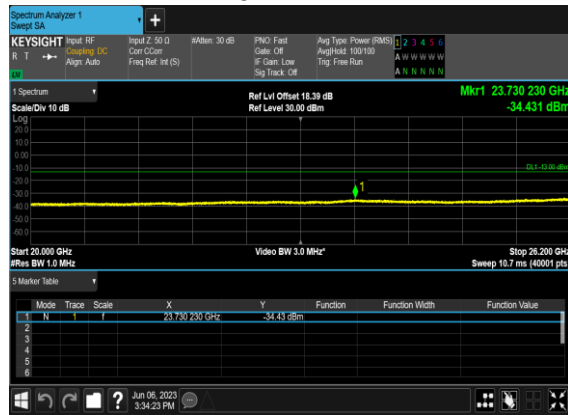 Spectrum Analyzer 1
Swept SA
KEYSIGHT Input: RF Input Z: 50 Ω #Atten: 30 dB PNO: Fast Avg Type: Power (RMS) 1 2 3 4 5 6
R T Coupling: DC Corr CCorr Gate: Off Avg|Hold: 100/100 A W W W W W
Align: Auto Freq Ref: Int (S) IF Gain: Low Trig: Free Run
LW Sig Track: Off A N N N N N
1 Spectrum Ref Lvl Offset 18.39 dB Mkr1 23.730 230 GHz
Scale/Div 10 dB Ref Level 30.00 dBm -34.431 dBm
Log
20.0
10.0
0.00
-10.0 DL1 -13.00 dBm
-20.0
-30.0 1
-40.0
-50.0
-60.0
Start 20.000 GHz Video BW 3.0 MHz* Stop 26.200 GHz
#Res BW 1.0 MHz Sweep 10.7 ms (40001 pts
5 Marker Table
Mode Trace Scale X Y Function Function Width Function Value
1 N 1 f 23.730 230 GHz -34.43 dBm
2
3
4
5
6
? Jun 06, 2023
3:34:23 PM